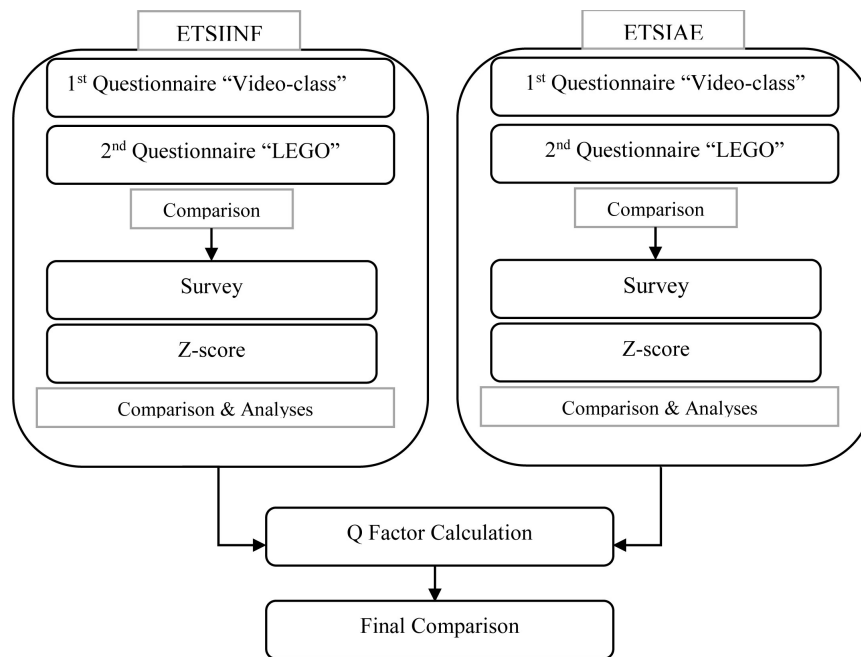 ETSIINF
1st Questionnaire “Video-class”
2nd Questionnaire “LEGO”
Comparison
Survey
Z-score
Comparison & Analyses
ETSIAE
1st Questionnaire “Video-class”
2nd Questionnaire “LEGO”
Comparison
Survey
Z-score
Comparison & Analyses
Q Factor Calculation
Final Comparison